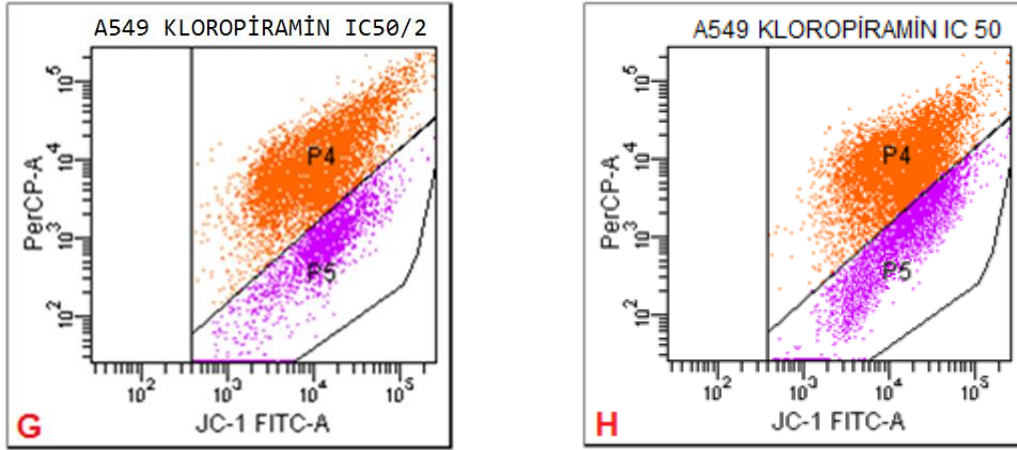 A549 KLOROPİRAMİN IC50/2
PerCP-A
10^5
10^4
10^3
10^2
P4
P5
10^2 10^3 10^4 10^5
JC-1 FITC-A
G
A549 KLOROPİRAMİN IC 50
PerCP-A
10^5
10^4
10^3
10^2
P4
P5
10^2 10^3 10^4 10^5
JC-1 FITC-A
H